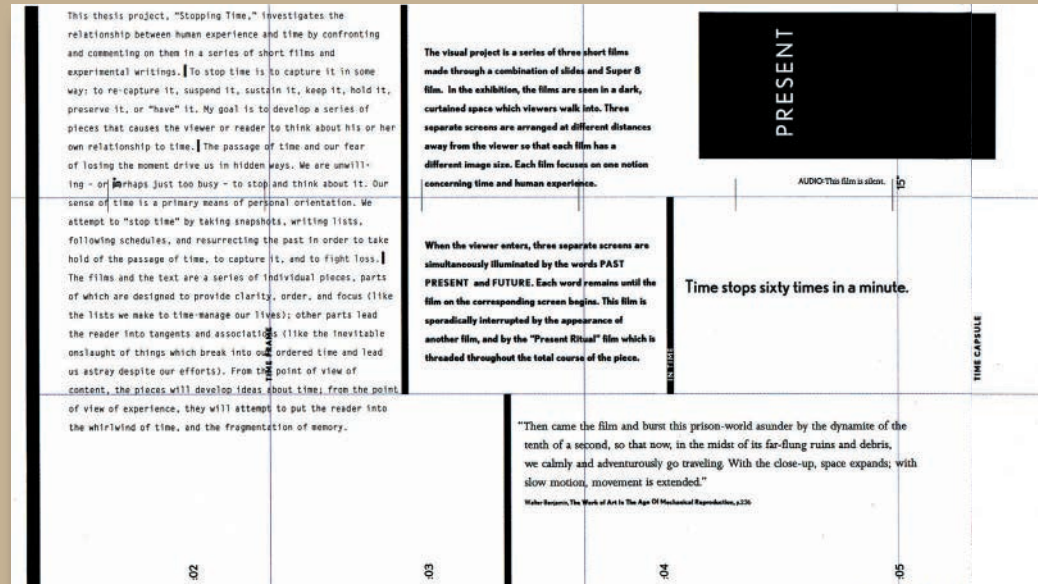 This thesis project, "Stopping Time," investigates the
relationship between human experience and time by confronting
and commenting on them in a series of short films and
experimental writings. To stop time is to capture it in some
way: to re-capture it, suspend it, sustain it, keep it, hold it,
preserve it, or "have" it. My goal is to develop a series of
pieces that causes the viewer or reader to think about his or her
own relationship to time. The passage of time and our fear
of losing the moment drive us in hidden ways. We are unwill-
ing - or perhaps just too busy - to stop and think about it. Our
sense of time is a primary means of personal orientation. We
attempt to "stop time" by taking snapshots, writing lists,
following schedules, and resurrecting the past in order to take
hold of the passage of time, to capture it, and to fight loss.
The films and the text are a series of individual pieces, parts
of which are designed to provide clarity, order, and focus (like
the lists we make to time-manage our lives); other parts lead
the reader into tangents and associations (like the inevitable
onslaught of things which break into our ordered time and lead
us astray despite our efforts). From the point of view of
content, the pieces will develop ideas about time; from the point
of view of experience, they will attempt to put the reader into
the whirlwind of time, and the fragmentation of memory.
TIME FRAME
The visual project is a series of three short films
made through a combination of slides and Super 8
film. In the exhibition, the films are seen in a dark,
curtained space which viewers walk into. Three
separate screens are arranged at different distances
away from the viewer so that each film has a
different image size. Each film focuses on one notion
concerning time and human experience.
When the viewer enters, three separate screens are
simultaneously illuminated by the words PAST
PRESENT and FUTURE. Each word remains until the
film on the corresponding screen begins. This film is
sporadically interrupted by the appearance of
another film, and by the "Present Ritual" film which is
threaded throughout the total course of the piece.
IN TIME
PRESENT
AUDIO: This film is silent.
15"
Time stops sixty times in a minute.
TIME CAPSULE
"Then came the film and burst this prison-world asunder by the dynamite of the
tenth of a second, so that now, in the midst of its far-flung ruins and debris,
we calmly and adventurously go traveling. With the close-up, space expands; with
slow motion, movement is extended."
Walter Benjamin, The Work of Art In The Age Of Mechanical Reproduction, p.236
:02
:03
:04
:05